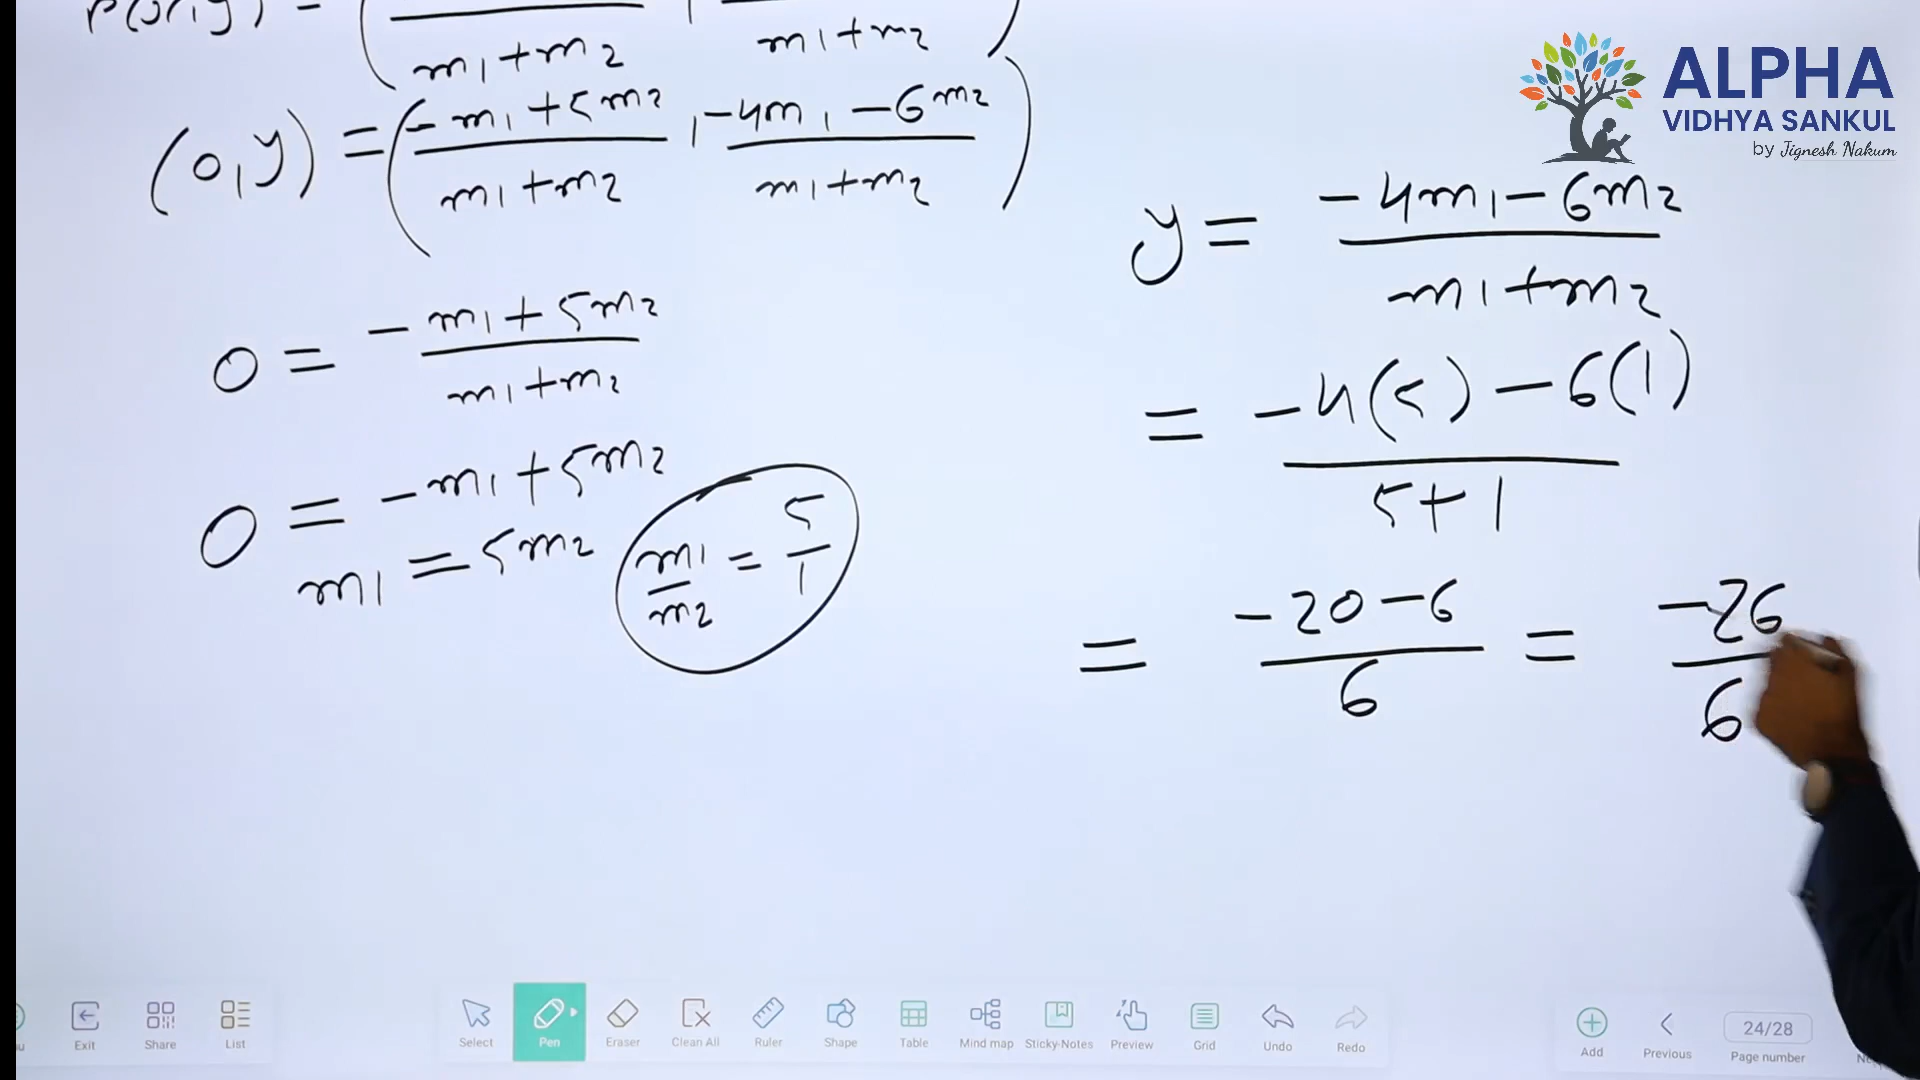 P(x,y) =
m1+m2 , m1+m2
(0,y) = (-m1+5m2 / m1+m2 , -4m1-6m2 / m1+m2)
0 = -m1+5m2 / m1+m2
0 = -m1+5m2
m1 = 5m2
m1/m2 = 5/1
ALPHA
VIDHYA SANKUL
by Jignesh Nakum
y = -4m1-6m2 / m1+m2
= -4(5)-6(1) / 5+1
= -20-6 / 6 = -26 / 6
Exit
Share
List
Select
Pen
Eraser
Clean All
Ruler
Shape
Table
Mind map
Sticky-Notes
Preview
Grid
Undo
Redo
Add
Previous
24/28
Page number